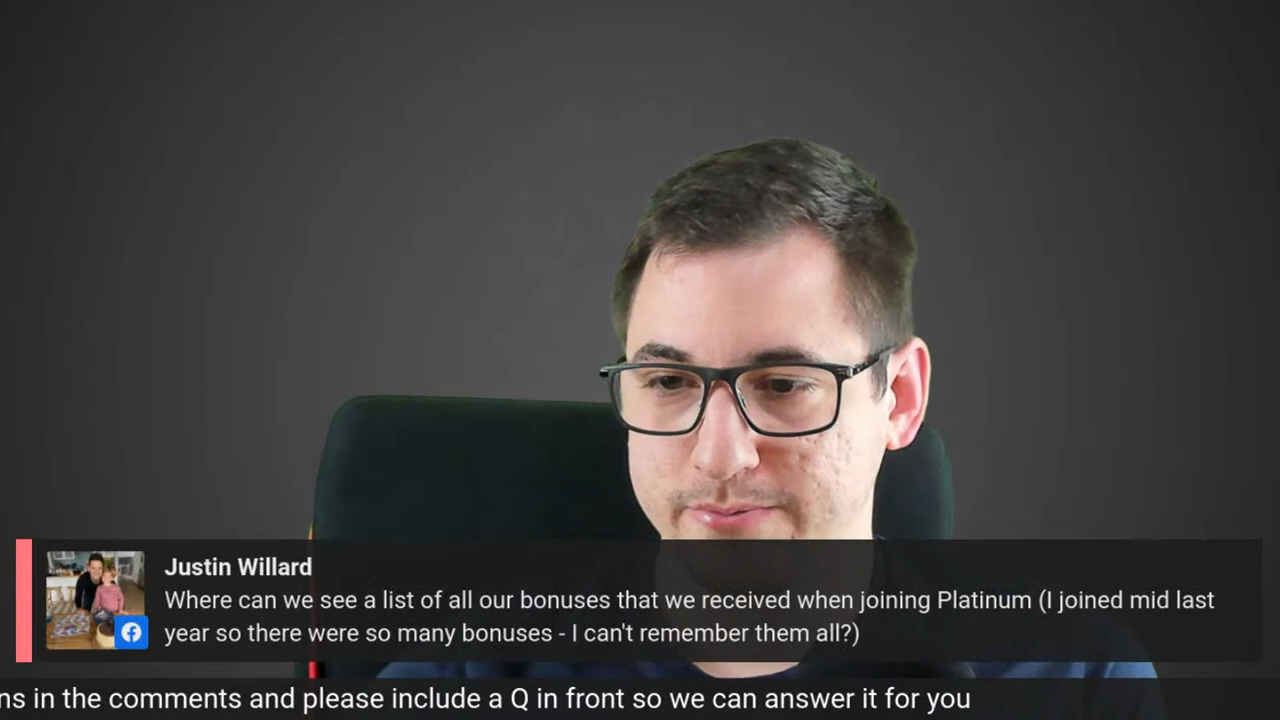 Justin Willard
Where can we see a list of all our bonuses that we received when joining Platinum (I joined mid last
year so there were so many bonuses - I can't remember them all?)
ns in the comments and please include a Q in front so we can answer it for you